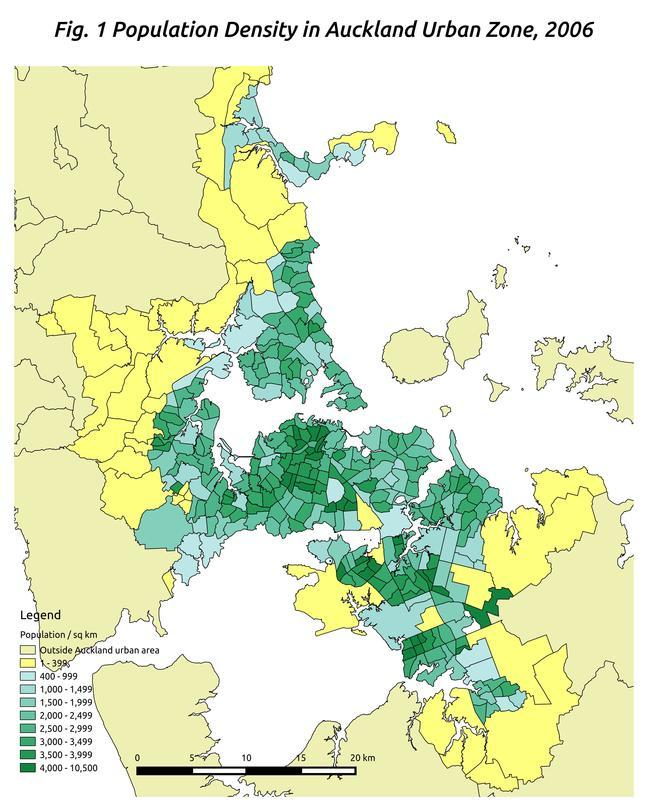 Fig. 1 Population Density in Auckland Urban Zone, 2006
Legend
Population / sq km
Outside Auckland urban area
1 - 399
400 - 999
1,000 - 1,499
1,500 - 1,999
2,000 - 2,499
2,500 - 2,999
3,000 - 3,499
3,500 - 3,999
4,000 - 10,500
0 5 10 15 20 km